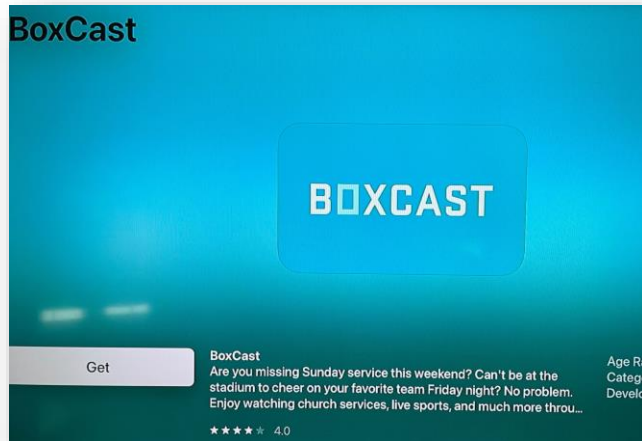 BoxCast
BOXCAST
Get
BoxCast
Are you missing Sunday service this weekend? Can't be at the
stadium to cheer on your favorite team Friday night? No problem.
Enjoy watching church services, live sports, and much more throu...
4.0
Age